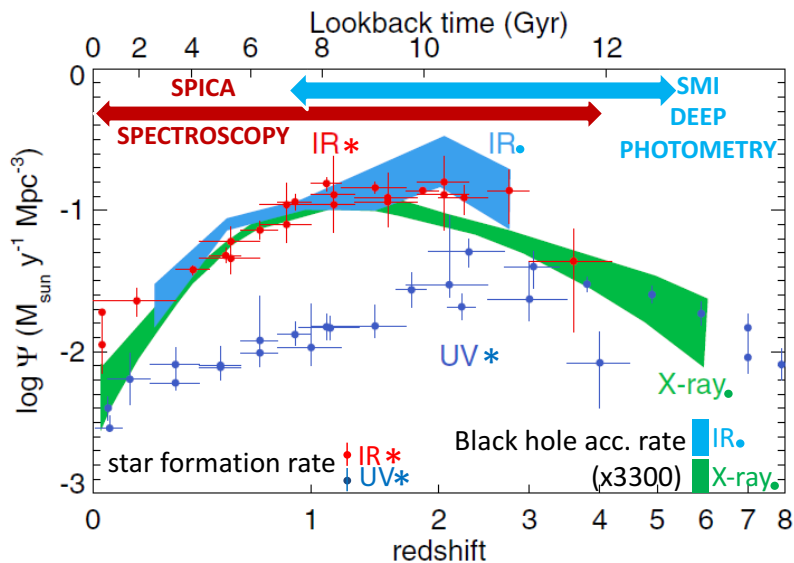 Lookback time (Gyr)
0 2 4 6 8 10 12
0
SPICA
SMI
SPECTROSCOPY
DEEP
IR*
IR●
PHOTOMETRY
-1
log Ψ (M sun y⁻¹ Mpc⁻³)
-2
UV*
X-ray●
Black hole acc. rate
IR●
star formation rate
IR*
(x3300)
X-ray●
UV*
-3
0 1 2 3 4 5 6 7 8
redshift